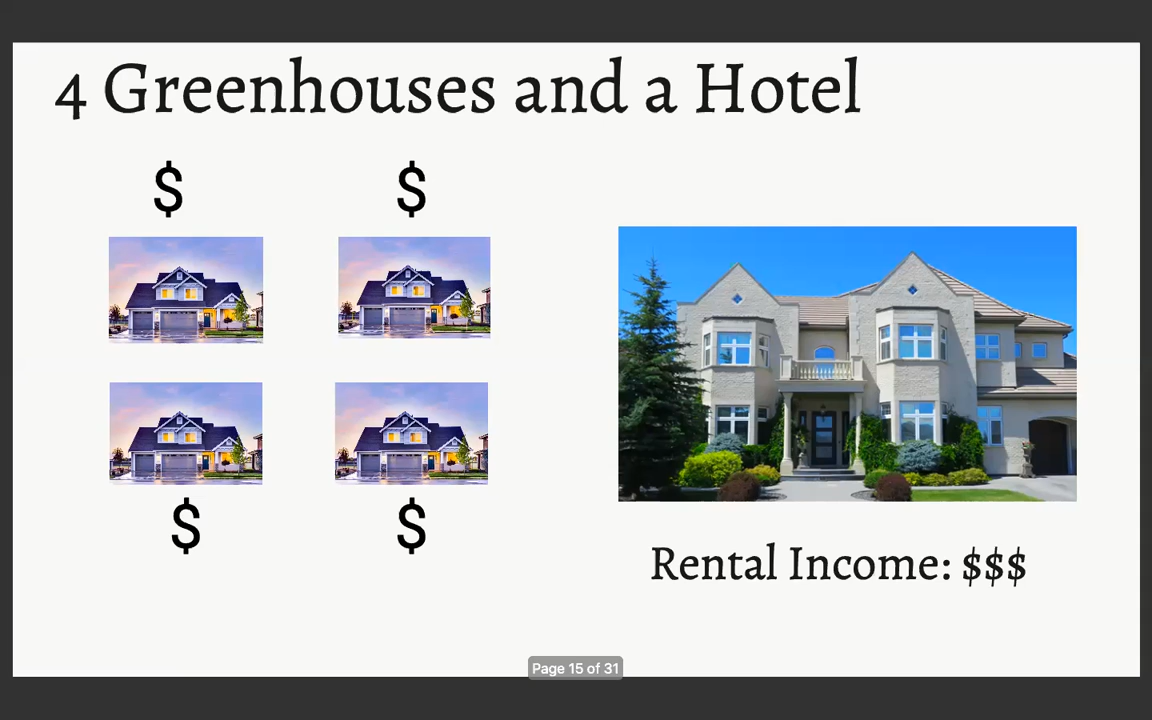 4 Greenhouses and a Hotel
$ $
$ $
Rental Income: $$$
Page 15 of 31